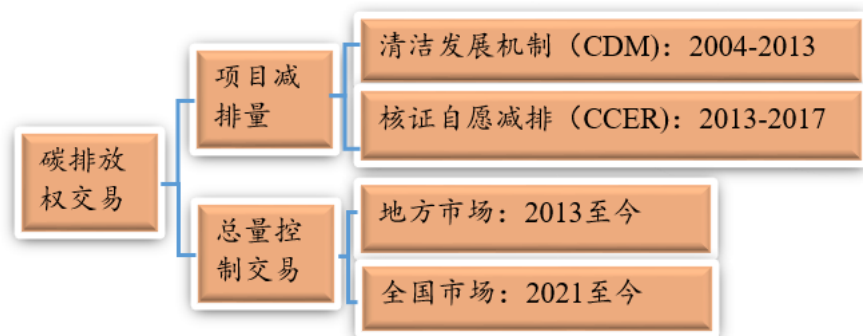 碳排放
权交易
项目减
排量
清洁发展机制（CDM）：2004-2013
核证自愿减排（CCER）：2013-2017
总量控
制交易
地方市场：2013至今
全国市场：2021至今